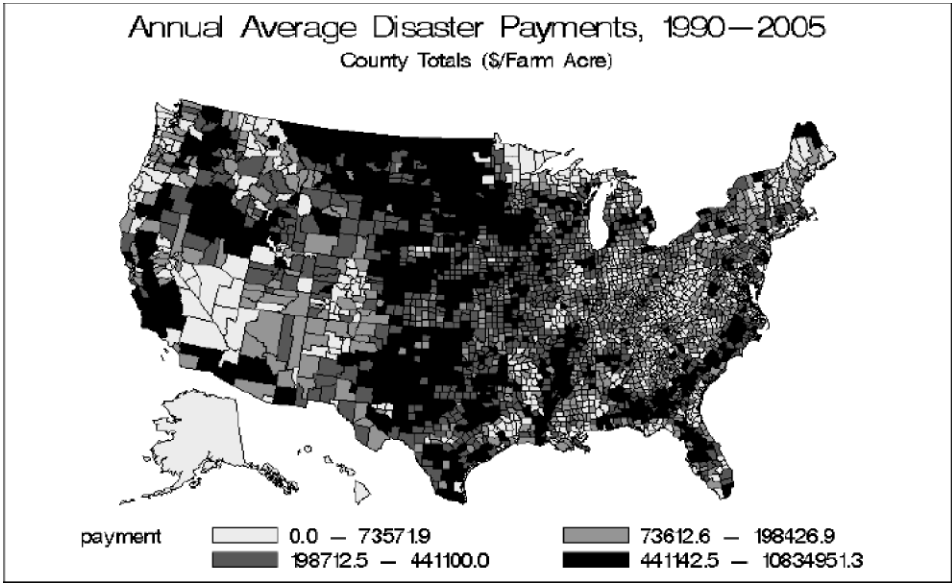 Annual Average Disaster Payments, 1990–2005
County Totals ($/Farm Acre)
payment 0.0 – 73571.9 73612.6 – 198426.9
198712.5 – 441100.0 441142.5 – 10834951.3